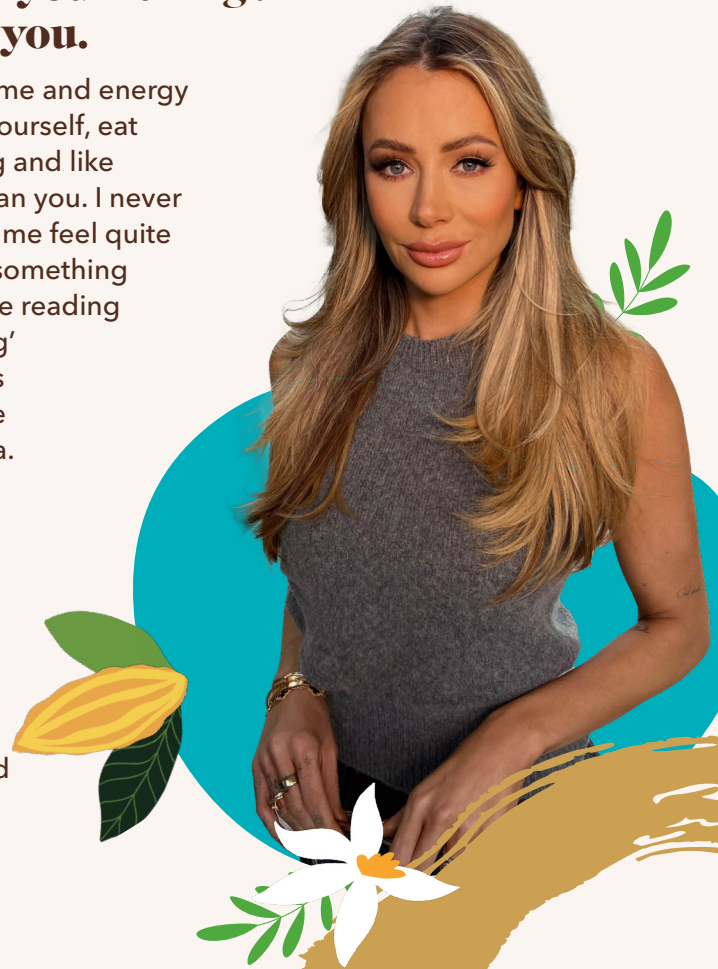 you.
me and energy
ourself, eat
g and like
an you. I never
me feel quite
something
e reading
g’
s
e
a.
d